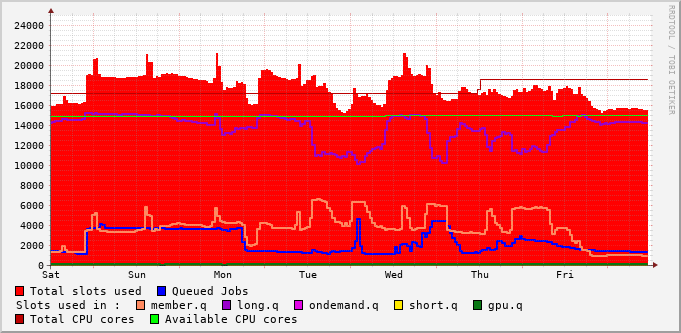 24000
22000
20000
18000
16000
14000
12000
10000
8000
6000
4000
2000
0
Sat Sun Mon Tue Wed Thu Fri
Total slots used Queued Jobs
Slots used in : member.q long.q ondemand.q short.q gpu.q
Total CPU cores Available CPU cores
RRDTOOL / TOBI OETIKER